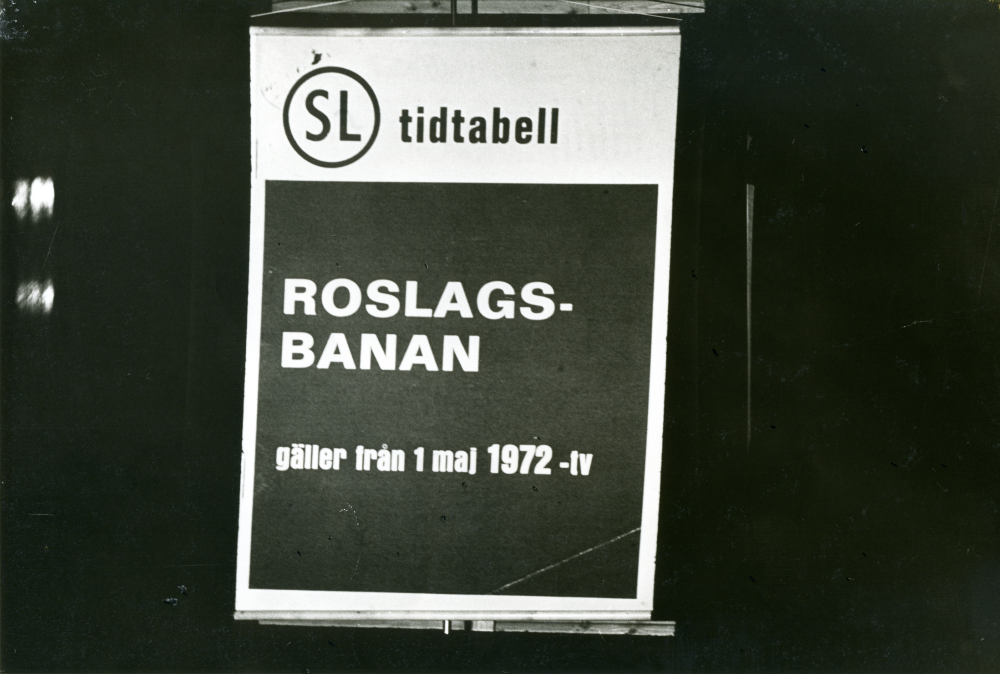 SL tidtabell
ROSLAGS-
BANAN
gäller från 1 maj 1972 -tv